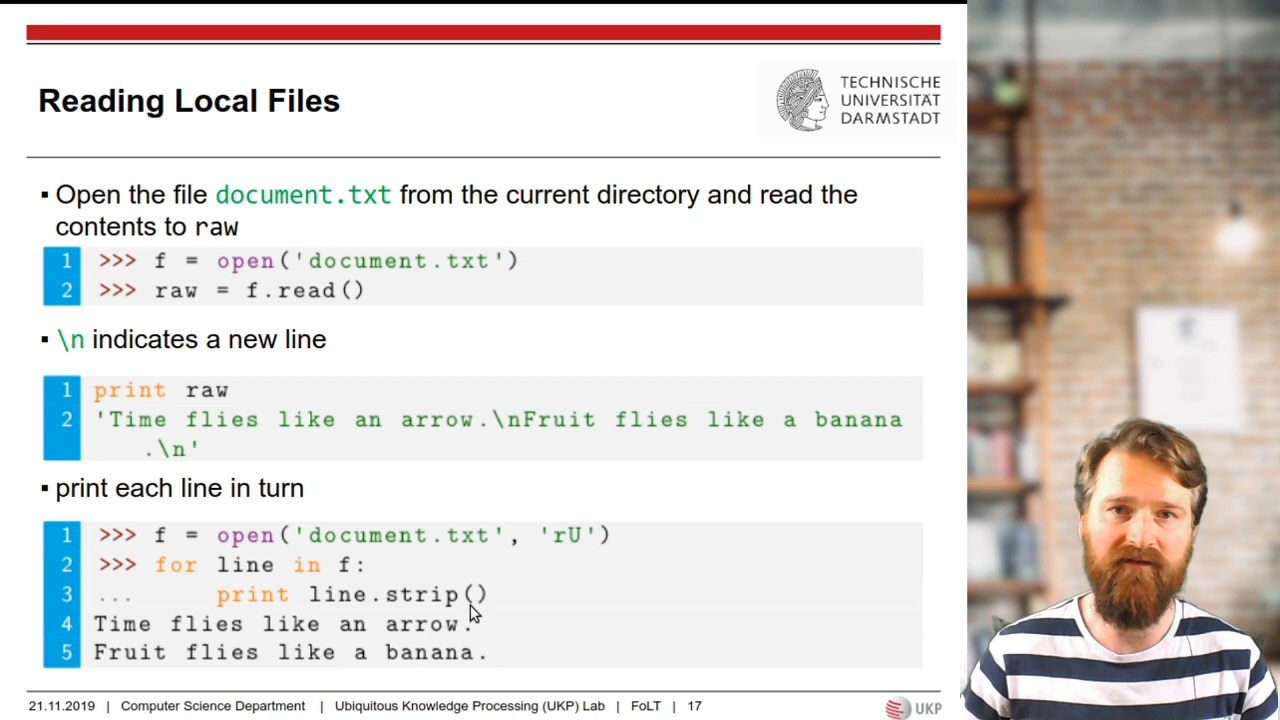 Reading Local Files
TECHNISCHE
UNIVERSITÄT
DARMSTADT
▪ Open the file document.txt from the current directory and read the
contents to raw
1 >>> f = open('document.txt')
2 >>> raw = f.read()
▪ \n indicates a new line
1 print raw
2 'Time flies like an arrow.\nFruit flies like a banana
.\n'
▪ print each line in turn
1 >>> f = open('document.txt', 'rU')
2 >>> for line in f:
3 ... print line.strip()
4 Time flies like an arrow.
5 Fruit flies like a banana.
21.11.2019 | Computer Science Department | Ubiquitous Knowledge Processing (UKP) Lab | FoLT | 17
UKP